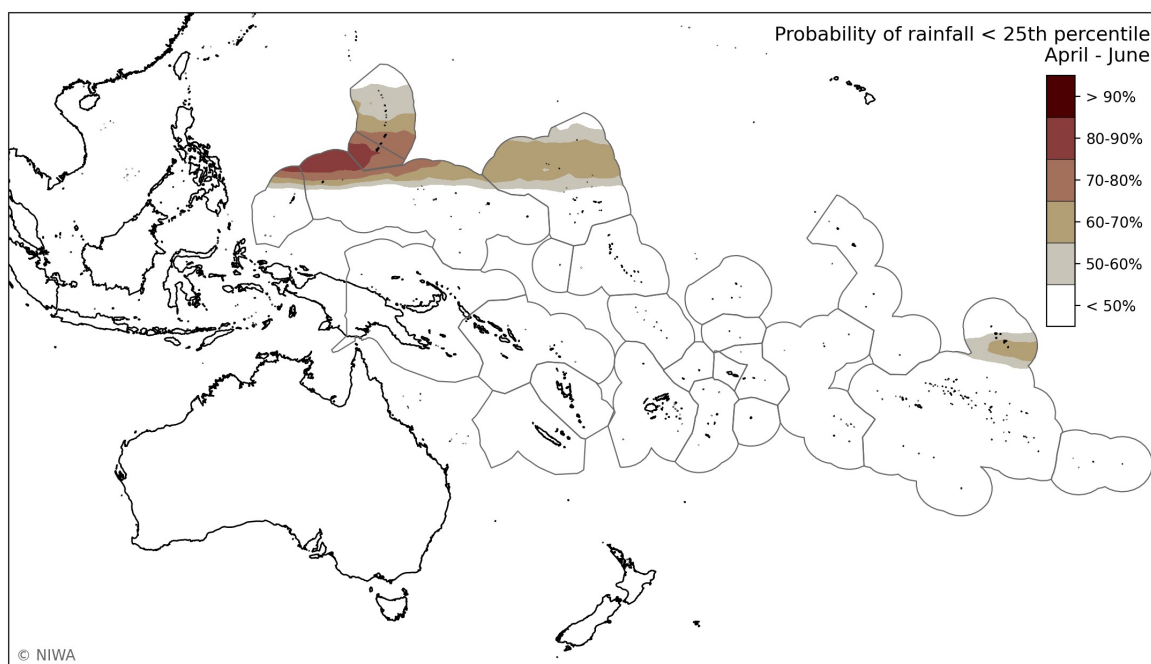 Probability of rainfall < 25th percentile
April - June
> 90%
80-90%
70-80%
60-70%
50-60%
< 50%
© NIWA